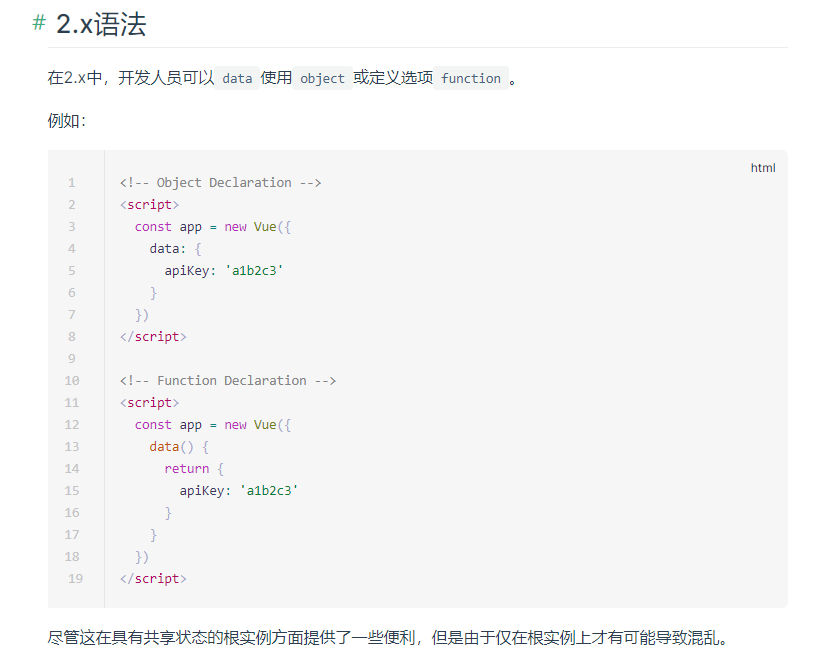 # 2.x语法
在2.x中，开发人员可以 data 使用 object 或定义选项 function 。
例如：
html
1 <!-- Object Declaration -->
2 <script>
3   const app = new Vue({
4     data: {
5       apiKey: 'a1b2c3'
6     }
7   })
8 </script>
9
10 <!-- Function Declaration -->
11 <script>
12   const app = new Vue({
13     data() {
14       return {
15         apiKey: 'a1b2c3'
16       }
17     }
18   })
19 </script>
尽管这在具有共享状态的根实例方面提供了一些便利，但是由于仅在根实例上才有可能导致混乱。